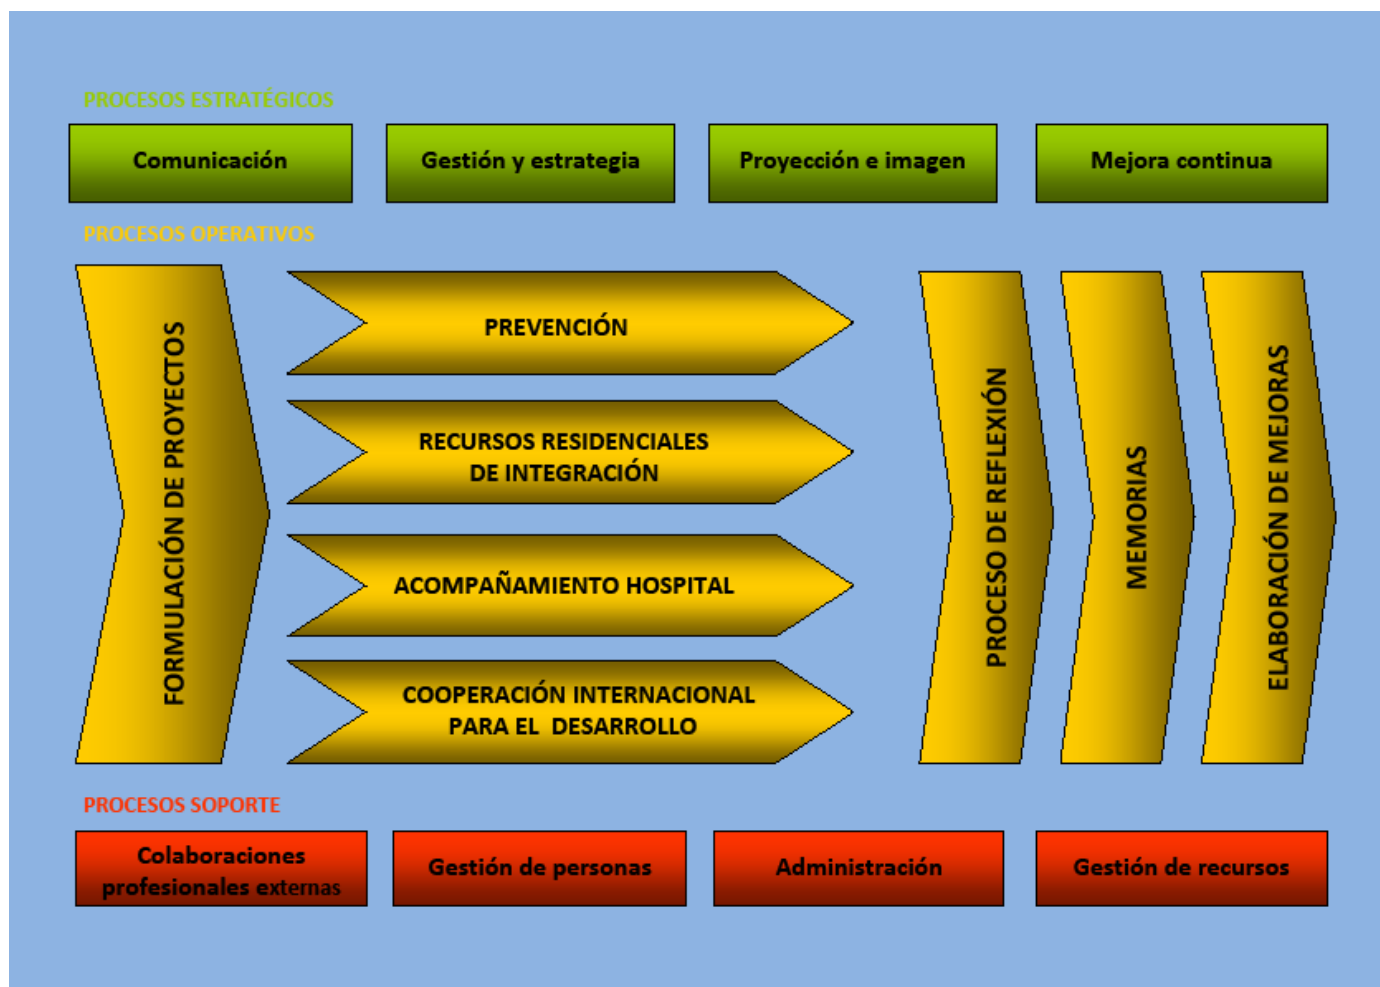 PROCESOS ESTRATÉGICOS
Comunicación
Gestión y estrategia
Proyección e imagen
Mejora continua
PROCESOS OPERATIVOS
FORMULACIÓN DE PROYECTOS
PREVENCIÓN
RECURSOS RESIDENCIALES
DE INTEGRACIÓN
ACOMPAÑAMIENTO HOSPITAL
COOPERACIÓN INTERNACIONAL
PARA EL DESARROLLO
PROCESO DE REFLEXIÓN
MEMORIAS
ELABORACIÓN DE MEJORAS
PROCESOS SOPORTE
Colaboraciones
profesionales externas
Gestión de personas
Administración
Gestión de recursos